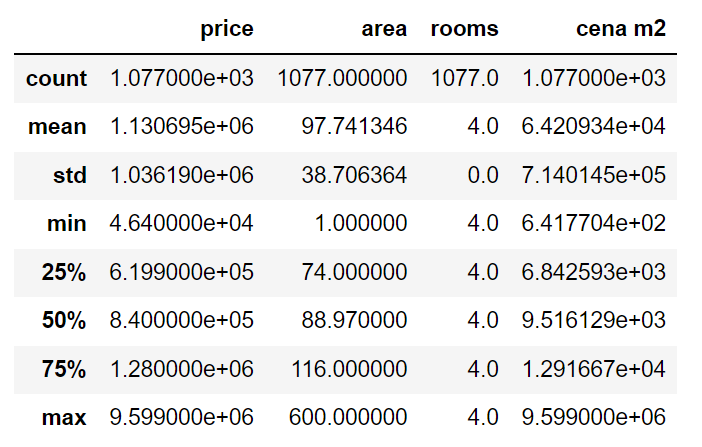 price area rooms cena m2
count 1.077000e+03 1077.000000 1077.0 1.077000e+03
mean 1.130695e+06 97.741346 4.0 6.420934e+04
std 1.036190e+06 38.706364 0.0 7.140145e+05
min 4.640000e+04 1.000000 4.0 6.417704e+02
25% 6.199000e+05 74.000000 4.0 6.842593e+03
50% 8.400000e+05 88.970000 4.0 9.516129e+03
75% 1.280000e+06 116.000000 4.0 1.291667e+04
max 9.599000e+06 600.000000 4.0 9.599000e+06